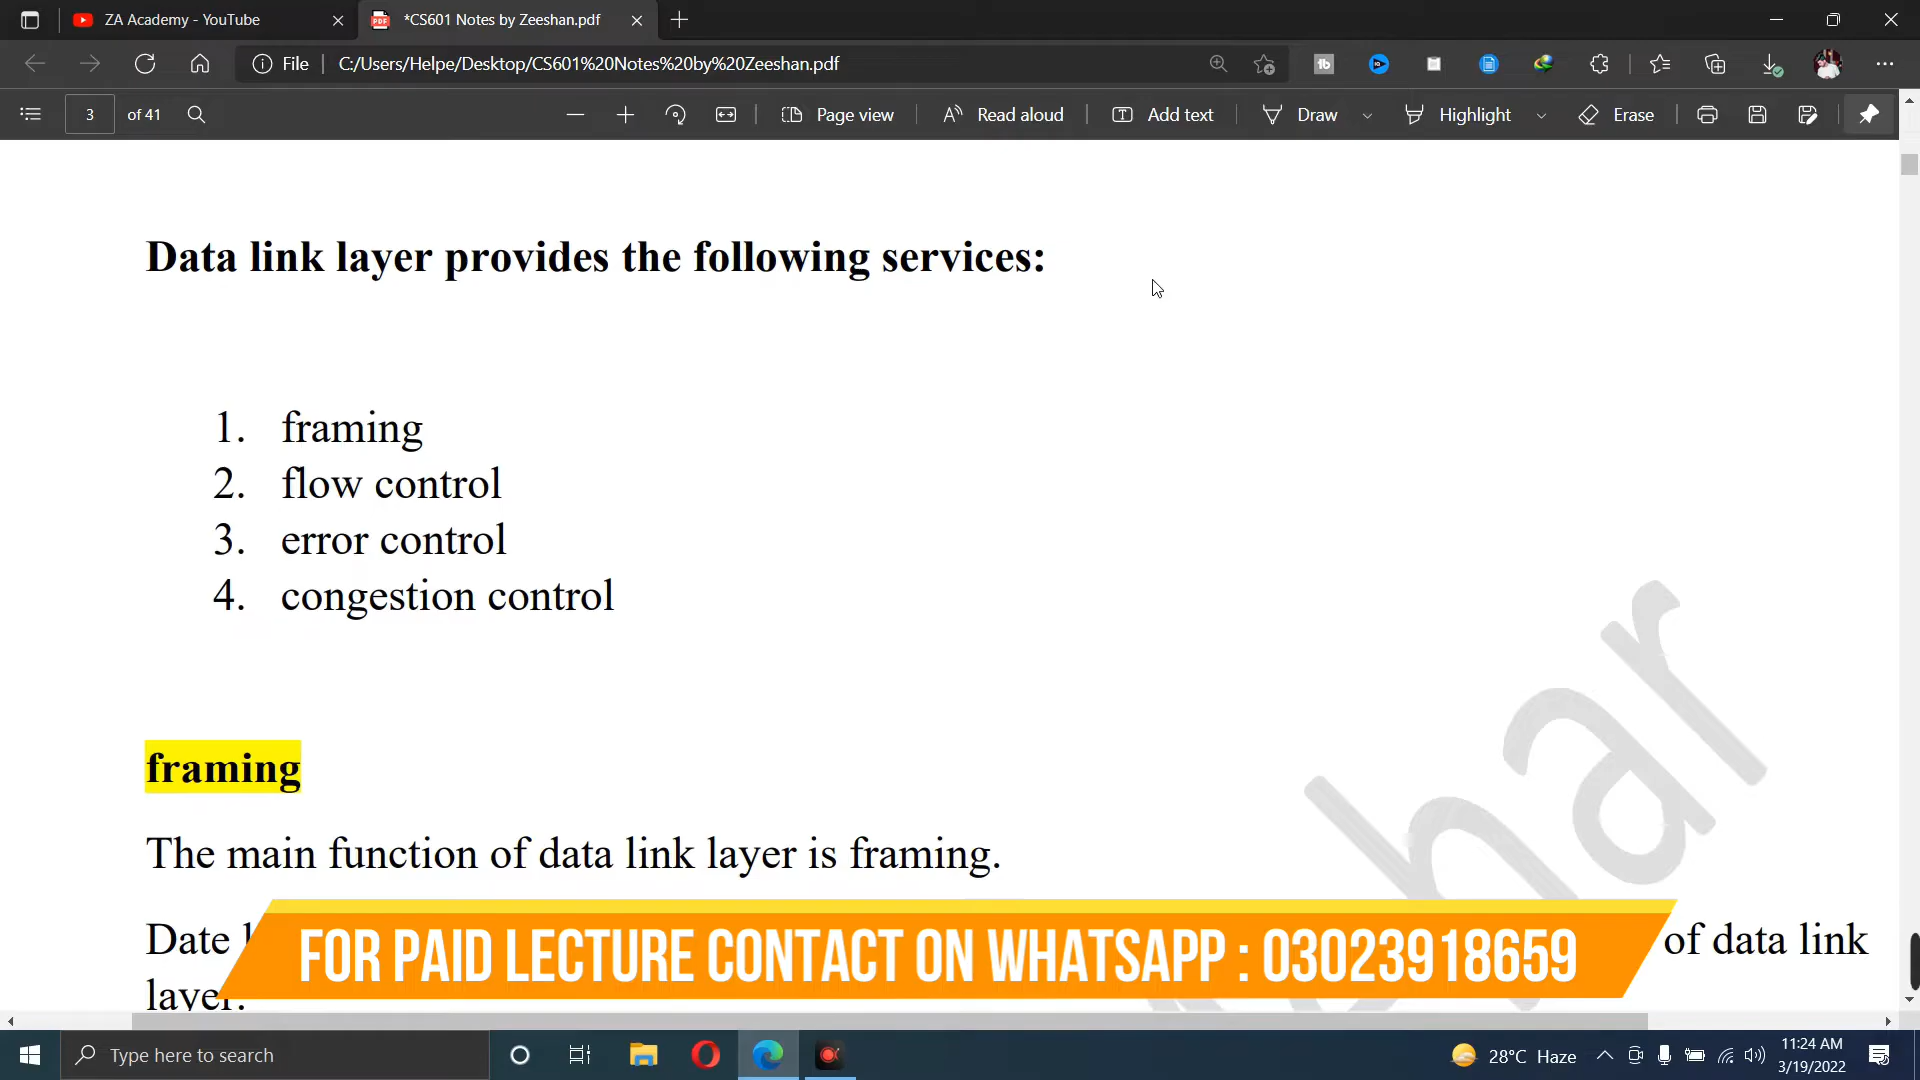 ZA Academy - YouTube
*CS601 Notes by Zeeshan.pdf
File
C:/Users/Helpe/Desktop/CS601%20Notes%20by%20Zeeshan.pdf
3 of 41
Page view
Read aloud
Add text
Draw
Highlight
Erase
Data link layer provides the following services:
1. framing
2. flow control
3. error control
4. congestion control
framing
The main function of data link layer is framing.
Date
of data link
layer.
har
FOR PAID LECTURE CONTACT ON WHATSAPP : 03023918659
Type here to search
28°C Haze
11:24 AM
3/19/2022